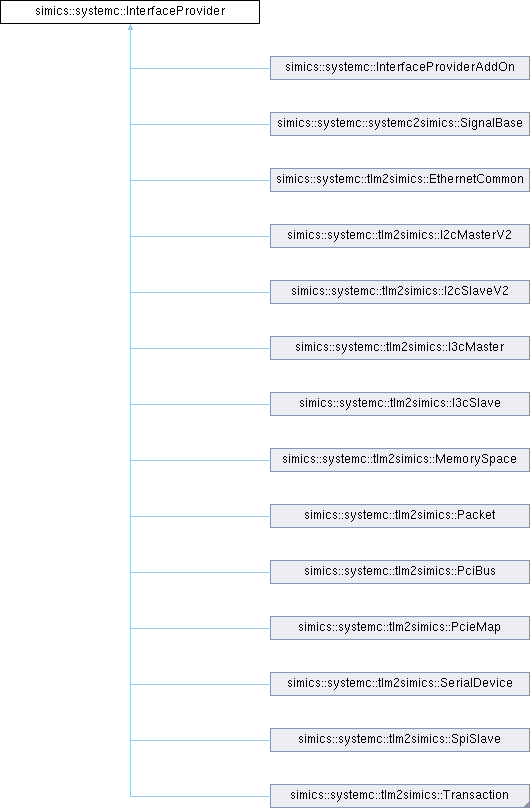 simics::systemc::InterfaceProvider
simics::systemc::InterfaceProviderAddOn
simics::systemc::systemc2simics::SignalBase
simics::systemc::tlm2simics::EthernetCommon
simics::systemc::tlm2simics::I2cMasterV2
simics::systemc::tlm2simics::I2cSlaveV2
simics::systemc::tlm2simics::I3cMaster
simics::systemc::tlm2simics::I3cSlave
simics::systemc::tlm2simics::MemorySpace
simics::systemc::tlm2simics::Packet
simics::systemc::tlm2simics::PciBus
simics::systemc::tlm2simics::PcieMap
simics::systemc::tlm2simics::SerialDevice
simics::systemc::tlm2simics::SpiSlave
simics::systemc::tlm2simics::Transaction